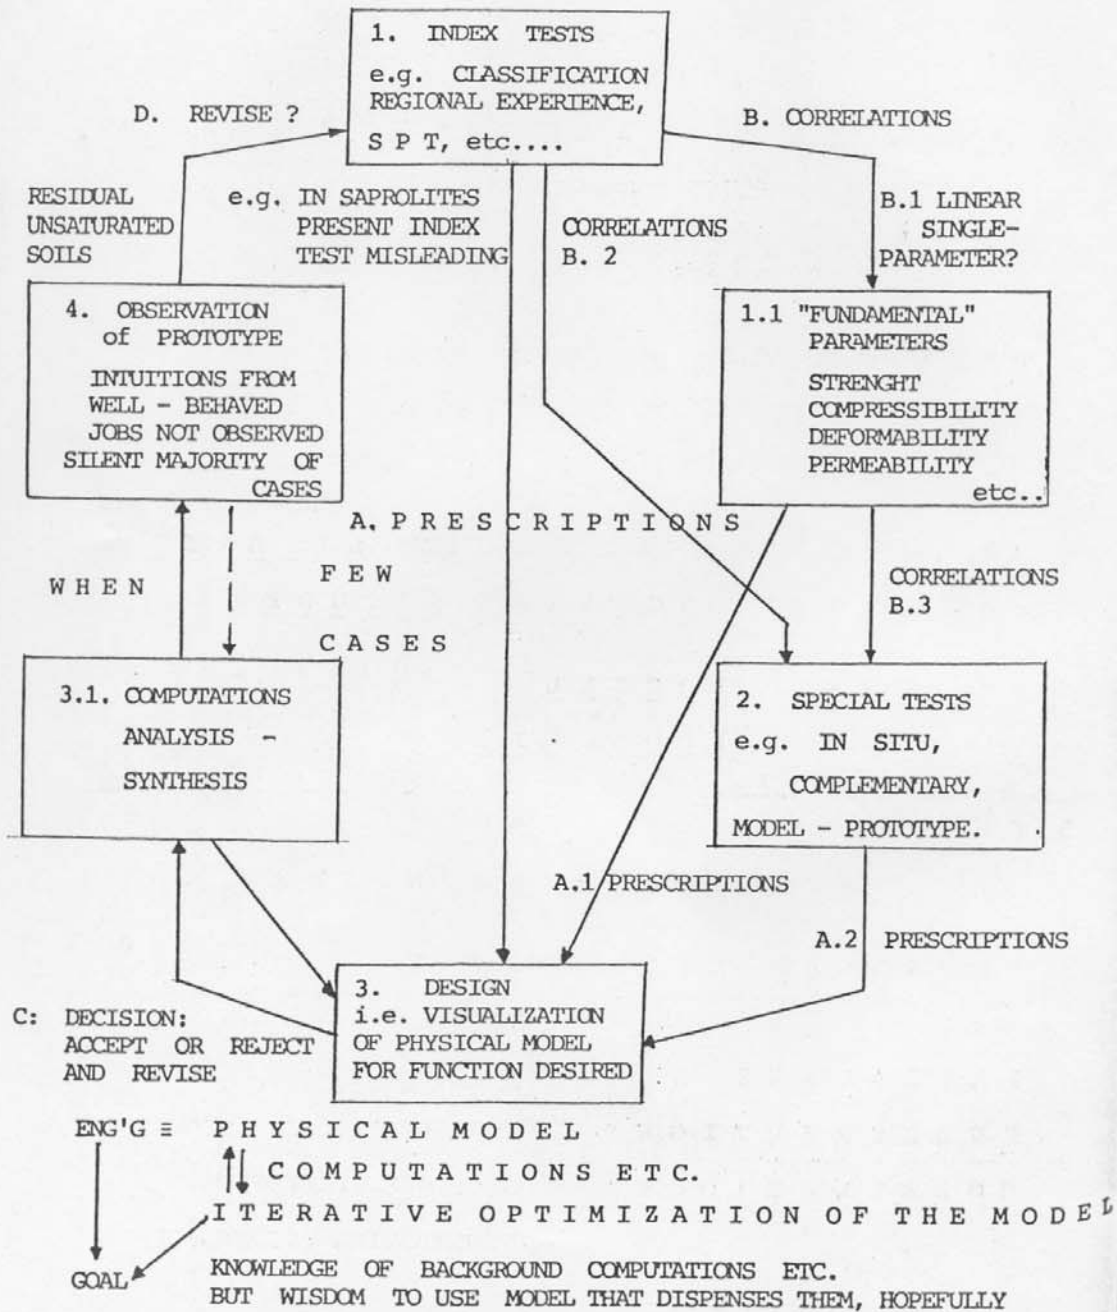 1. INDEX TESTS
e.g. CLASSIFICATION
REGIONAL EXPERIENCE,
S P T, etc....
D. REVISE ?
B. CORRELATIONS
RESIDUAL
UNSATURATED
SOILS
e.g. IN SAPROLITES
PRESENT INDEX
TEST MISLEADING
CORRELATIONS
B. 2
B.1 LINEAR
SINGLE-
PARAMETER?
4. OBSERVATION
of PROTOTYPE
INTUITIONS FROM
WELL - BEHAVED
JOBS NOT OBSERVED
SILENT MAJORITY OF
CASES
1.1 "FUNDAMENTAL"
PARAMETERS
STRENGHT
COMPRESSIBILITY
DEFORMABILITY
PERMEABILITY
etc..
A. P R E S C R I P T I O N S
W H E N
F E W
C A S E S
CORRELATIONS
B.3
3.1. COMPUTATIONS
ANALYSIS -
SYNTHESIS
2. SPECIAL TESTS
e.g. IN SITU,
COMPLEMENTARY,
MODEL - PROTOTYPE.
A.1 PRESCRIPTIONS
A.2 PRESCRIPTIONS
3. DESIGN
i.e. VISUALIZATION
OF PHYSICAL MODEL
FOR FUNCTION DESIRED
C: DECISION:
ACCEPT OR REJECT
AND REVISE
ENG'G ≡ P H Y S I C A L M O D E L
C O M P U T A T I O N S E T C.
I T E R A T I V E O P T I M I Z A T I O N O F T H E M O D E L
GOAL
KNOWLEDGE OF BACKGROUND COMPUTATIONS ETC.
BUT WISDOM TO USE MODEL THAT DISPENSES THEM, HOPEFULLY